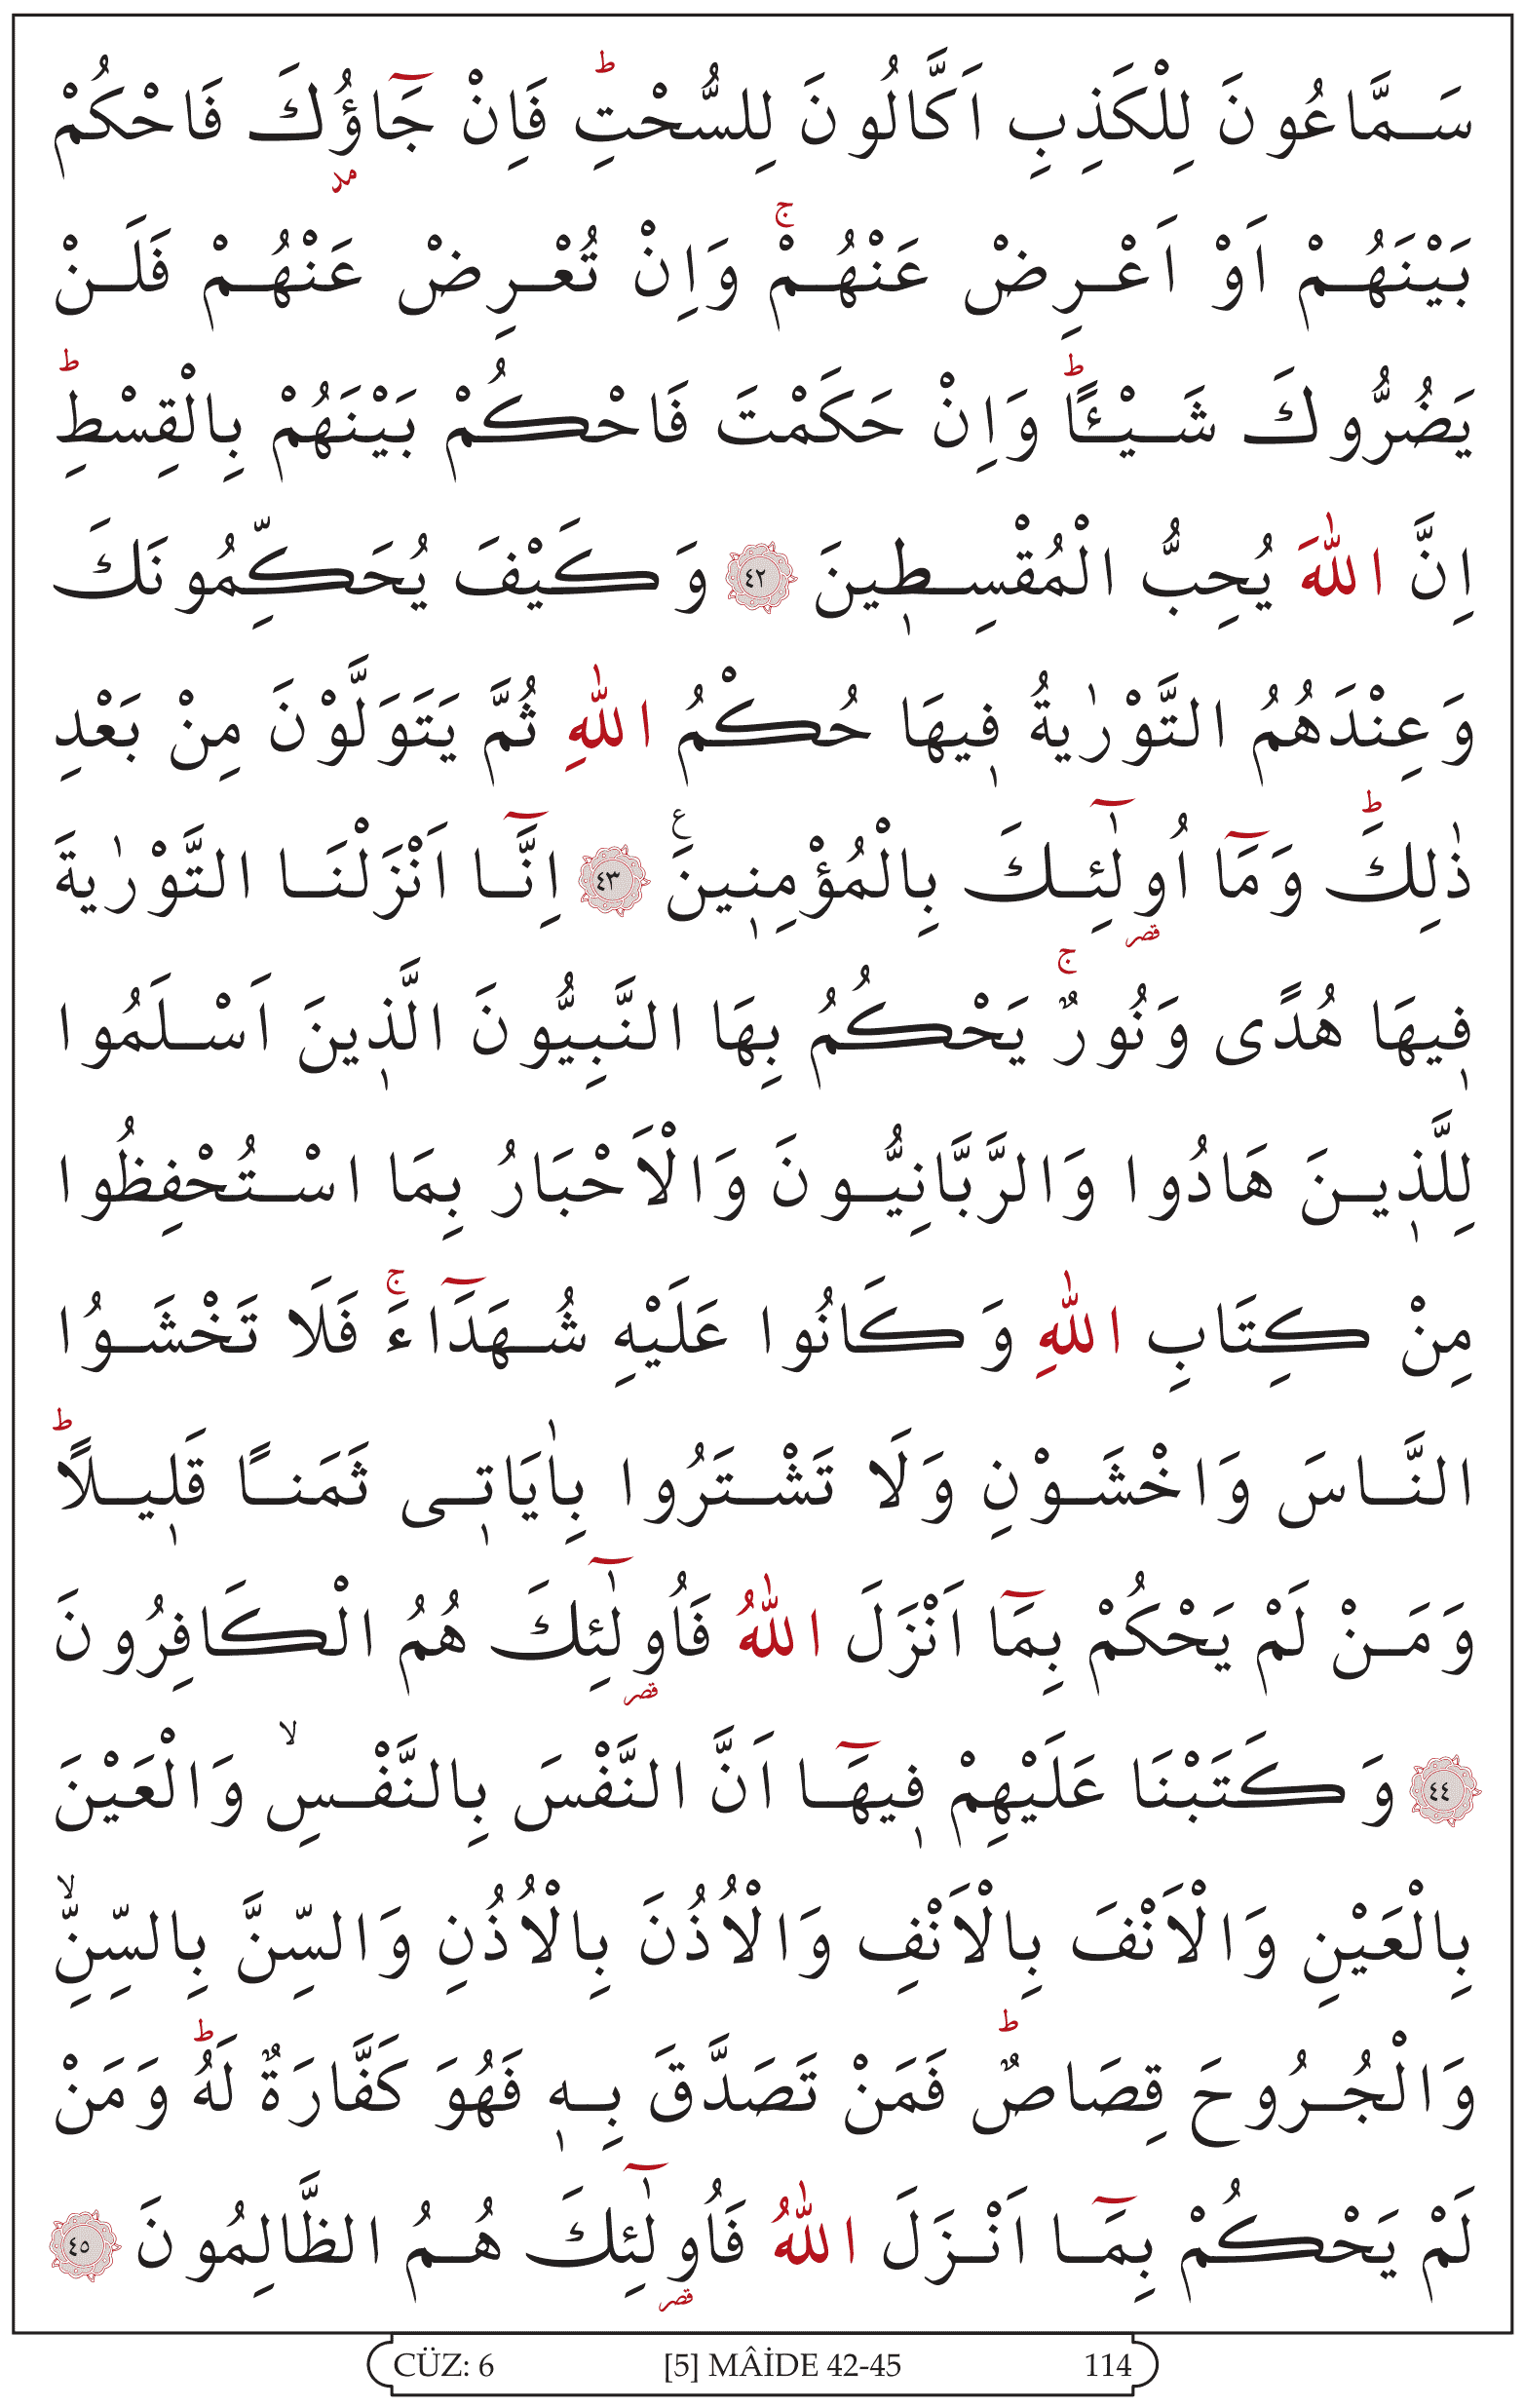 سَمَّاعُونَ لِلْكَذِبِ اَكَّالُونَ لِلسُّحْتِۜ فَاِنْ جَٓاؤُ۫كَ فَاحْكُمْ
بَيْنَهُمْ اَوْ اَعْرِضْ عَنْهُمْۚ وَاِنْ تُعْرِضْ عَنْهُمْ فَلَنْ
يَضُرُّوكَ شَيْـًٔاۜ وَاِنْ حَكَمْتَ فَاحْكُمْ بَيْنَهُمْ بِالْقِسْطِۜ
اِنَّ اللّٰهَ يُحِبُّ الْمُقْسِط۪ينَ ﴿٤٢﴾ وَكَيْفَ يُحَكِّمُونَكَ
وَعِنْدَهُمُ التَّوْرٰيةُ ف۪يهَا حُكْمُ اللّٰهِ ثُمَّ يَتَوَلَّوْنَ مِنْ بَعْدِ
ذٰلِكَۜ وَمَٓا اُو۬لٰٓئِكَ بِالْمُؤْمِن۪ينَ۟ ﴿٤٣﴾ اِنَّٓا اَنْزَلْنَا التَّوْرٰيةَ
ف۪يهَا هُدًى وَنُورٌۚ يَحْكُمُ بِهَا النَّبِيُّونَ الَّذ۪ينَ اَسْلَمُوا
لِلَّذ۪ينَ هَادُوا وَالرَّبَّانِيُّونَ وَالْاَحْبَارُ بِمَا اسْتُحْفِظُوا
مِنْ كِتَابِ اللّٰهِ وَكَانُوا عَلَيْهِ شُهَدَٓاءَۚ فَلَا تَخْشَوُا
النَّاسَ وَاخْشَوْنِ وَلَا تَشْتَرُوا بِاٰيَات۪ي ثَمَنًا قَل۪يلًاۜ
وَمَنْ لَمْ يَحْكُمْ بِمَٓا اَنْزَلَ اللّٰهُ فَاُو۬لٰٓئِكَ هُمُ الْكَافِرُونَ
﴿٤٤﴾ وَكَتَبْنَا عَلَيْهِمْ ف۪يهَٓا اَنَّ النَّفْسَ بِالنَّفْسِۙ وَالْعَيْنَ
بِالْعَيْنِ وَالْاَنْفَ بِالْاَنْفِ وَالْاُذُنَ بِالْاُذُنِ وَالسِّنَّ بِالسِّنِّۙ
وَالْجُرُوحَ قِصَاصٌۜ فَمَنْ تَصَدَّقَ بِه۪ فَهُوَ كَفَّارَةٌ لَهُۜ وَمَنْ
لَمْ يَحْكُمْ بِمَٓا اَنْزَلَ اللّٰهُ فَاُو۬لٰٓئِكَ هُمُ الظَّالِمُونَ ﴿٤٥﴾
CÜZ: 6 [5] MÂİDE 42-45 114